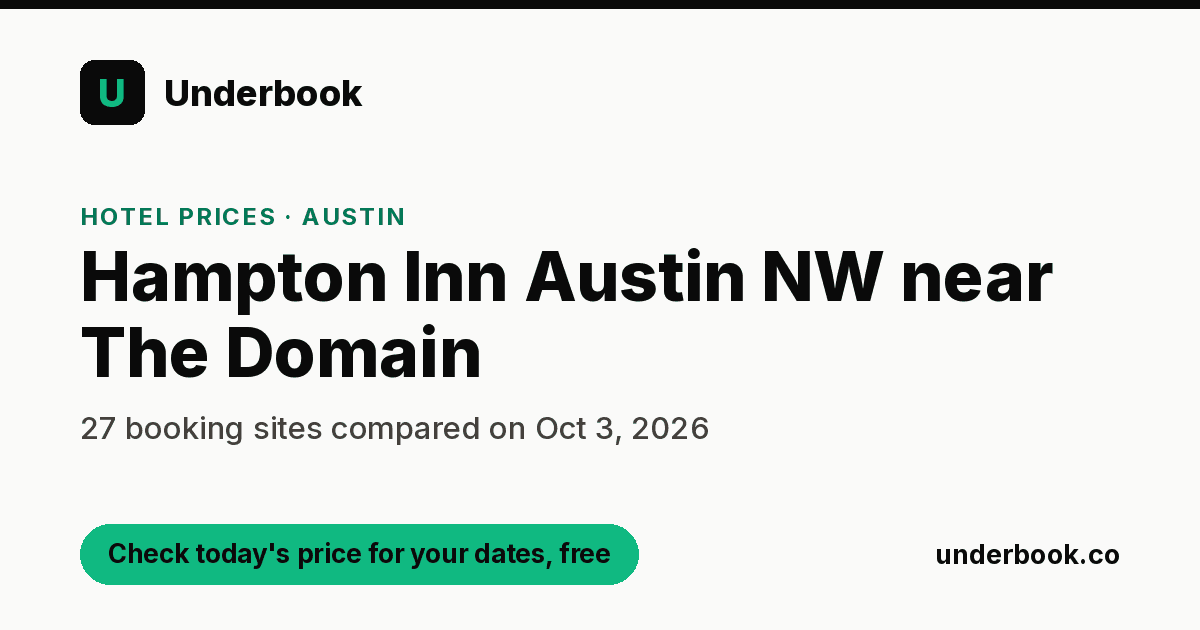 U
Underbook
HOTEL PRICES · AUSTIN
Hampton Inn Austin NW near
The Domain
27 booking sites compared on Oct 3, 2026
Check today's price for your dates, free
underbook.co